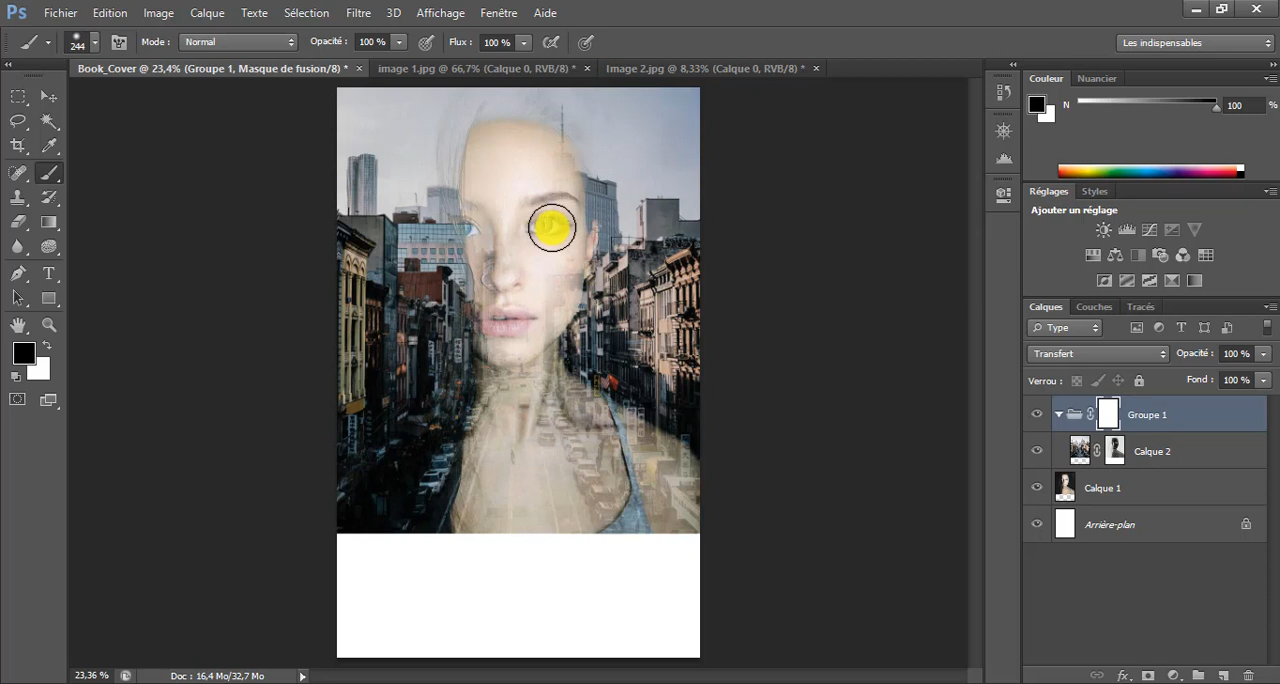 Ps Fichier Edition Image Calque Texte Sélection Filtre 3D Affichage Fenêtre Aide
244 Mode : Normal Opacité : 100 % Flux : 100 % Les indispensables
Book_Cover @ 23,4% (Groupe 1, Masque de fusion/8) * × image 1.jpg @ 66,7% (Calque 0, RVB/8) * × Image 2.jpg @ 8,33% (Calque 0, RVB/8) * ×
Couleur Nuancier
N 100 %
Réglages Styles
Ajouter un réglage
Calques Couches Tracés
Type
Transfert Opacité : 100 %
Verrou : Fond : 100 %
Groupe 1
Calque 2
Calque 1
Arrière-plan
23,36 % Doc : 16,4 Mo/32,7 Mo
fx